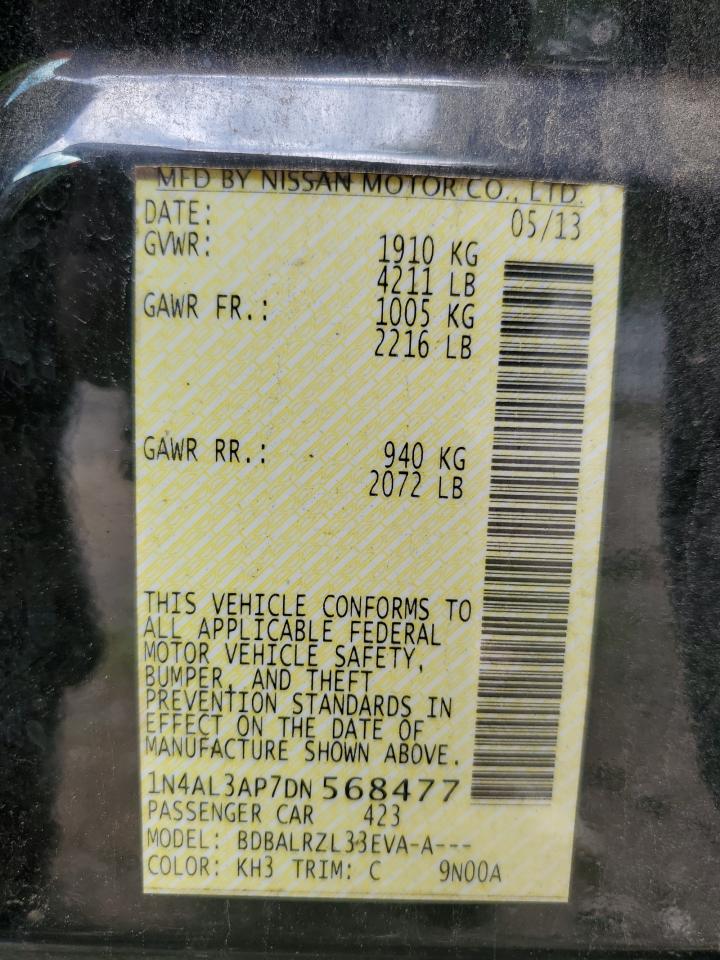 MFD BY NISSAN MOTOR CO., LTD.
DATE: 05/13
GVWR: 1910 KG
4211 LB
GAWR FR.: 1005 KG
2216 LB
GAWR RR.: 940 KG
2072 LB
THIS VEHICLE CONFORMS TO
ALL APPLICABLE FEDERAL
MOTOR VEHICLE SAFETY,
BUMPER, AND THEFT
PREVENTION STANDARDS IN
EFFECT ON THE DATE OF
MANUFACTURE SHOWN ABOVE.
1N4AL3AP7DN 568477
PASSENGER CAR 423
MODEL: BDBALRZL33EVA-A---
COLOR: KH3 TRIM: C 9N00A